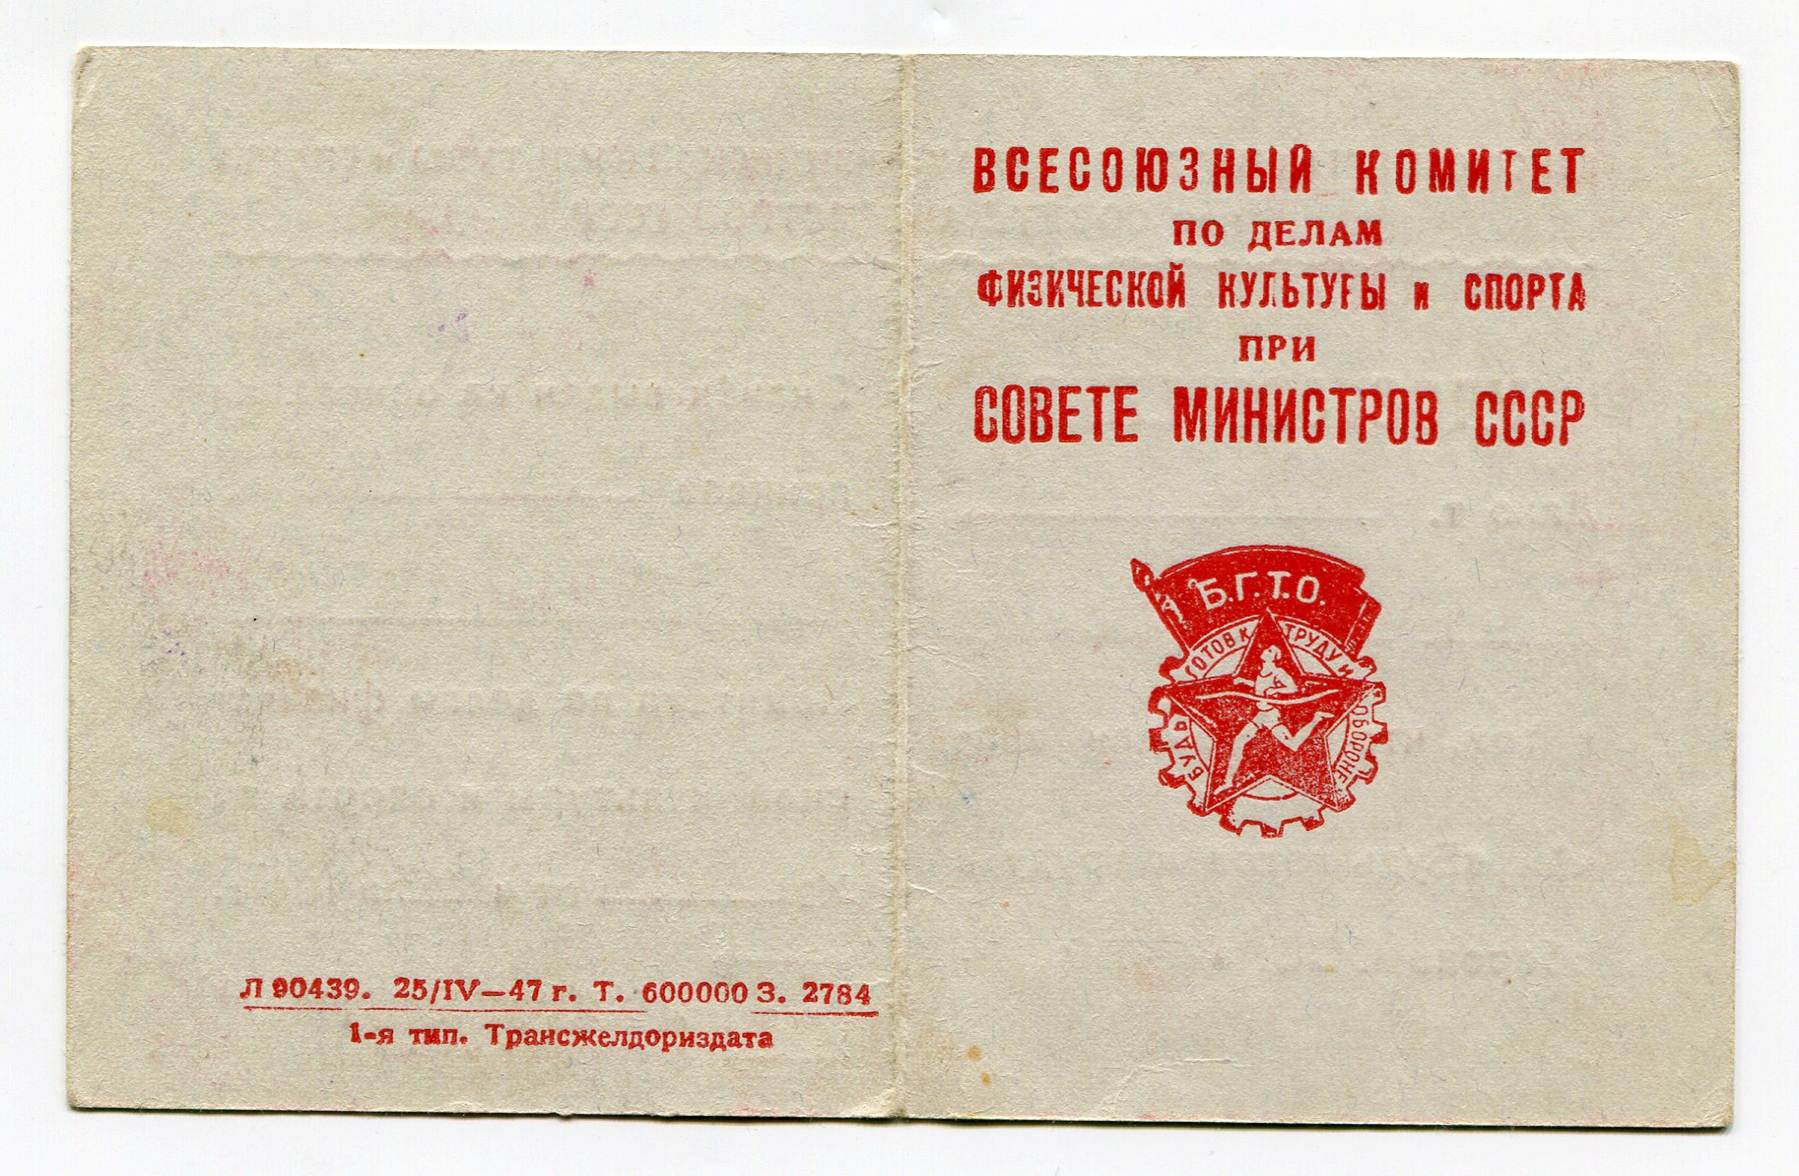 ВСЕСОЮЗНЫЙ КОМИТЕТ
ПО ДЕЛАМ
ФИЗИЧЕСКОЙ КУЛЬТУРЫ и СПОРТА
ПРИ
СОВЕТЕ МИНИСТРОВ СССР
Б.Г.Т.О.
БУДЬ ГОТОВ К ТРУДУ И ОБОРОНЕ
Л 90439. 25/IV—47 г. Т. 600000 З. 2784
1-я тип. Трансжелдориздата